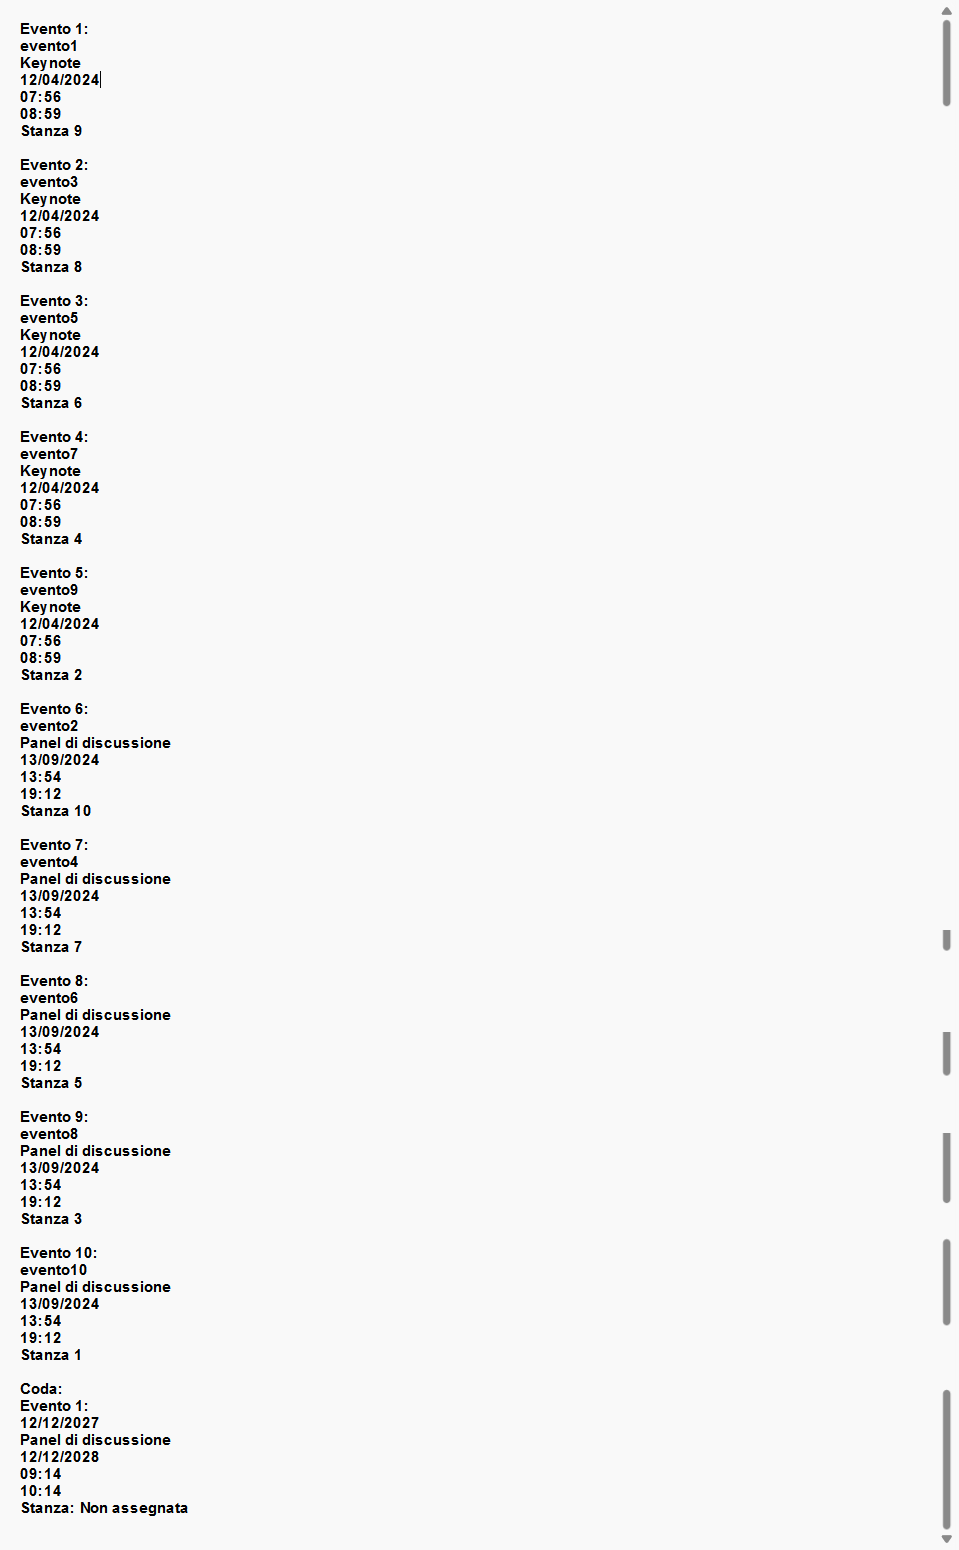 Evento 1:
evento1
Keynote
12/04/2024
07:56
08:59
Stanza 9
Evento 2:
evento3
Keynote
12/04/2024
07:56
08:59
Stanza 8
Evento 3:
evento5
Keynote
12/04/2024
07:56
08:59
Stanza 6
Evento 4:
evento7
Keynote
12/04/2024
07:56
08:59
Stanza 4
Evento 5:
evento9
Keynote
12/04/2024
07:56
08:59
Stanza 2
Evento 6:
evento2
Panel di discussione
13/09/2024
13:54
19:12
Stanza 10
Evento 7:
evento4
Panel di discussione
13/09/2024
13:54
19:12
Stanza 7
Evento 8:
evento6
Panel di discussione
13/09/2024
13:54
19:12
Stanza 5
Evento 9:
evento8
Panel di discussione
13/09/2024
13:54
19:12
Stanza 3
Evento 10:
evento10
Panel di discussione
13/09/2024
13:54
19:12
Stanza 1
Coda:
Evento 1:
12/12/2027
Panel di discussione
12/12/2028
09:14
10:14
Stanza: Non assegnata